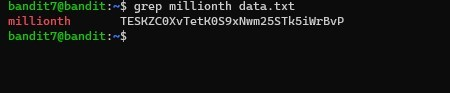 bandit7@bandit:~$ grep millionth data.txt
millionth       TESKZC0XvTetK0S9xNwm25STk5iWrBvP
bandit7@bandit:~$